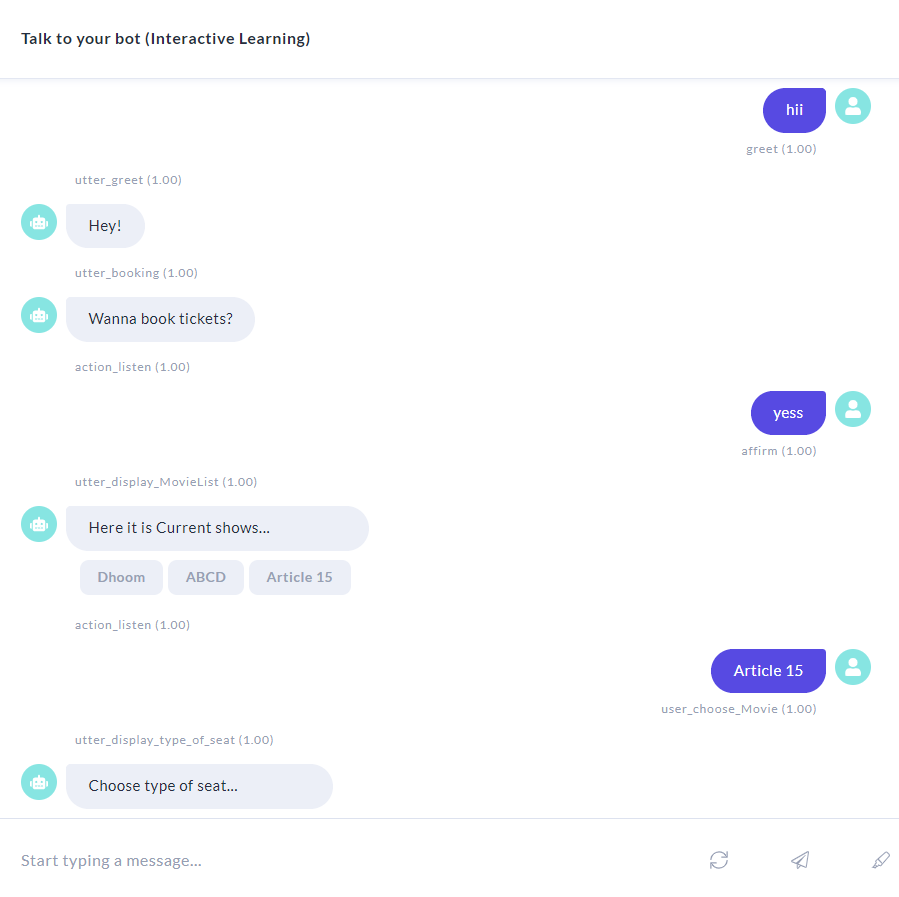 Talk to your bot (Interactive Learning)
hii
greet (1.00)
utter_greet (1.00)
Hey!
utter_booking (1.00)
Wanna book tickets?
action_listen (1.00)
yess
affirm (1.00)
utter_display_MovieList (1.00)
Here it is Current shows...
Dhoom ABCD Article 15
action_listen (1.00)
Article 15
user_choose_Movie (1.00)
utter_display_type_of_seat (1.00)
Choose type of seat...
Start typing a message...